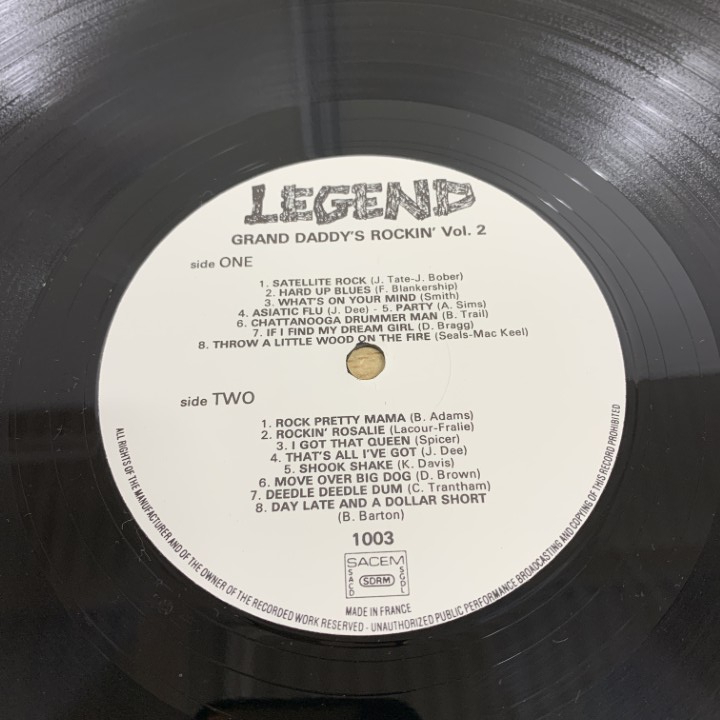 LEGEND
GRAND DADDY'S ROCKIN' Vol. 2
side ONE
1. SATELLITE ROCK (J. Tate-J. Bober)
2. HARD UP BLUES (F. Blankership)
3. WHAT'S ON YOUR MIND (Smith)
4. ASIATIC FLU (J. Dee) - 5. PARTY (A. Sims)
6. CHATTANOOGA DRUMMER MAN (B. Trail)
7. IF I FIND MY DREAM GIRL (D. Bragg)
8. THROW A LITTLE WOOD ON THE FIRE (Seals-Mac Keel)
side TWO
1. ROCK PRETTY MAMA (B. Adams)
2. ROCKIN' ROSALIE (Lacour-Fralie)
3. I GOT THAT QUEEN (Spicer)
4. THAT'S ALL I'VE GOT (J. Dee)
5. SHOOK SHAKE (K. Davis)
6. MOVE OVER BIG DOG (D. Brown)
7. DEEDLE DEEDLE DUM (C. Trantham)
8. DAY LATE AND A DOLLAR SHORT
(B. Barton)
1003
SACEM
SACD SDRM SGDL
MADE IN FRANCE
ALL RIGHTS OF THE MANUFACTURER AND OF THE OWNER OF THE RECORDED WORK RESERVED - UNAUTHORIZED PUBLIC PERFORMANCE BROADCASTING AND COPYING OF THIS RECORD PROHIBITED